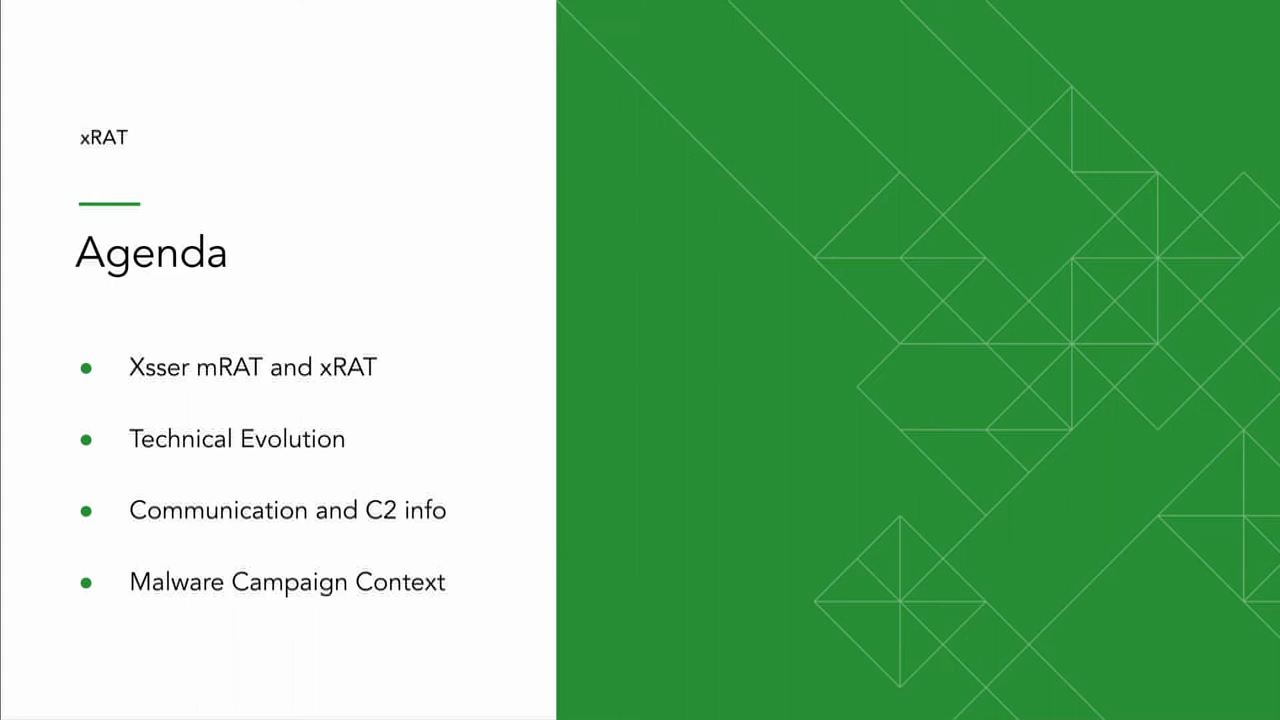 xRAT
Agenda
Xsser mRAT and xRAT
Technical Evolution
Communication and C2 info
Malware Campaign Context